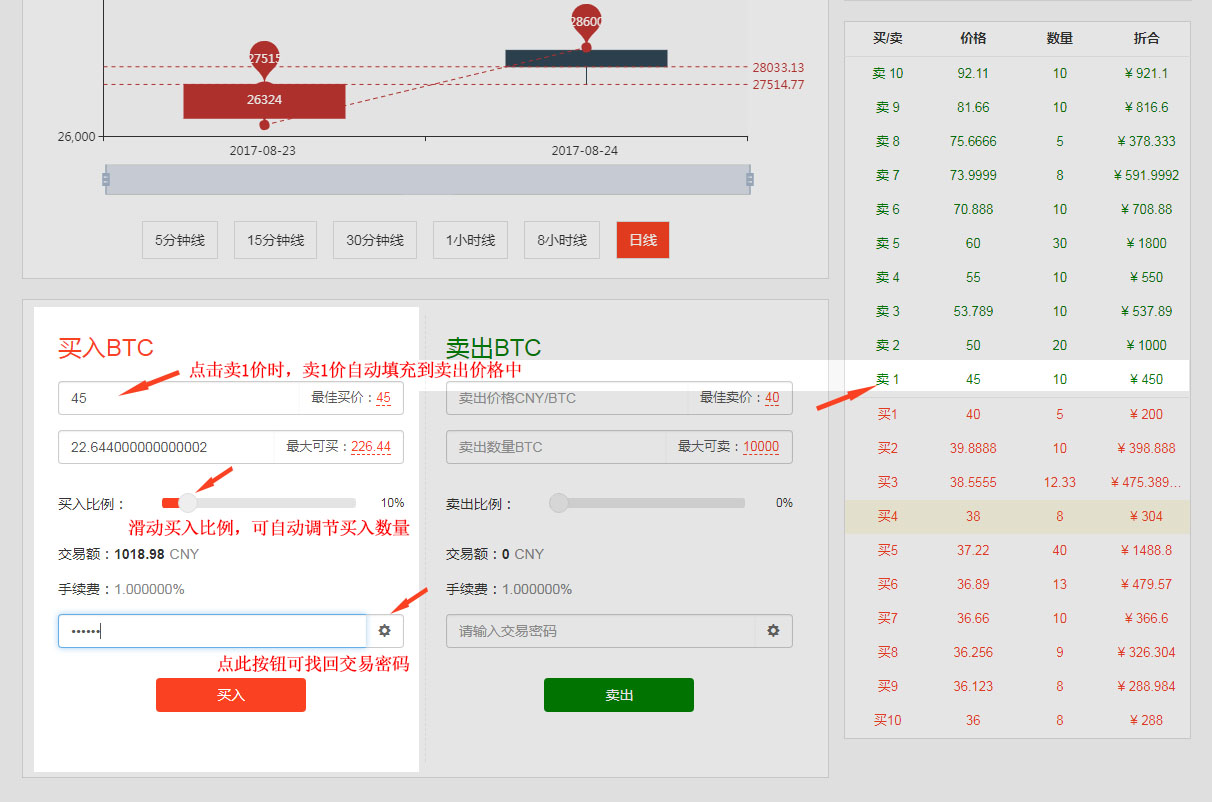 28600
27515
28033.13
27514.77
26324
26,000
2017-08-23 2017-08-24
5分钟线 15分钟线 30分钟线 1小时线 8小时线 日线
买入BTC
点击卖1价时，卖1价自动填充到卖出价格中
45 最佳买价：45
22.644000000000002 最大可买：226.44
买入比例： 10%
滑动买入比例，可自动调节买入数量
交易额：1018.98 CNY
手续费：1.000000%
••••••
点此按钮可找回交易密码
买入
卖出BTC
卖出价格CNY/BTC 最佳卖价：40
卖出数量BTC 最大可卖：10000
卖出比例： 0%
交易额：0 CNY
手续费：1.000000%
请输入交易密码
卖出
买/卖 价格 数量 折合
卖 10 92.11 10 ¥ 921.1
卖 9 81.66 10 ¥ 816.6
卖 8 75.6666 5 ¥ 378.333
卖 7 73.9999 8 ¥ 591.9992
卖 6 70.888 10 ¥ 708.88
卖 5 60 30 ¥ 1800
卖 4 55 10 ¥ 550
卖 3 53.789 10 ¥ 537.89
卖 2 50 20 ¥ 1000
卖 1 45 10 ¥ 450
买1 40 5 ¥ 200
买2 39.8888 10 ¥ 398.888
买3 38.5555 12.33 ¥ 475.389...
买4 38 8 ¥ 304
买5 37.22 40 ¥ 1488.8
买6 36.89 13 ¥ 479.57
买7 36.66 10 ¥ 366.6
买8 36.256 9 ¥ 326.304
买9 36.123 8 ¥ 288.984
买10 36 8 ¥ 288